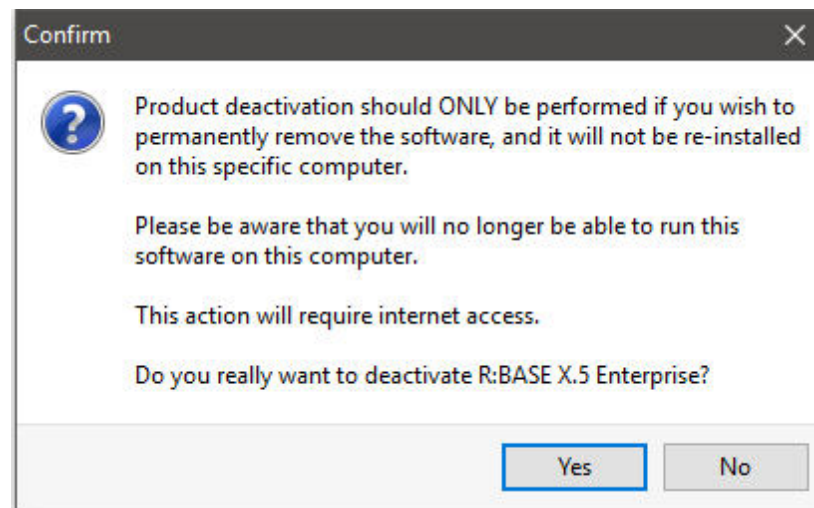 Confirm
Product deactivation should ONLY be performed if you wish to
permanently remove the software, and it will not be re-installed
on this specific computer.
Please be aware that you will no longer be able to run this
software on this computer.
This action will require internet access.
Do you really want to deactivate R:BASE X.5 Enterprise?
Yes
No